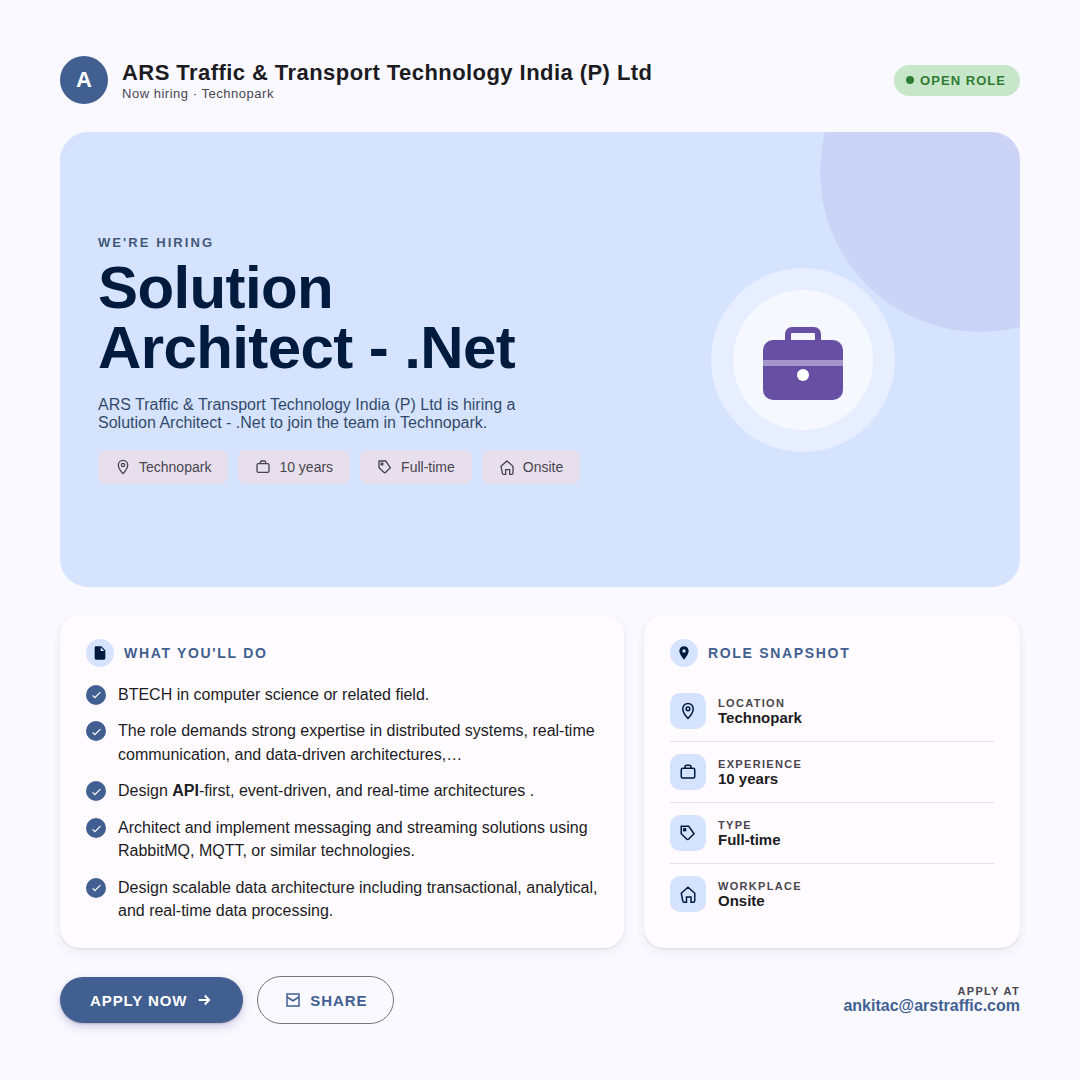 A
ARS Traffic & Transport Technology India (P) Ltd
Now hiring · Technopark
OPEN ROLE
WE'RE HIRING
Solution
Architect - .Net
ARS Traffic & Transport Technology India (P) Ltd is hiring a
Solution Architect - .Net to join the team in Technopark.
Technopark
10 years
Full-time
Onsite
WHAT YOU'LL DO
BTECH in computer science or related field.
The role demands strong expertise in distributed systems, real-time
communication, and data-driven architectures,…
Design API-first, event-driven, and real-time architectures .
Architect and implement messaging and streaming solutions using
RabbitMQ, MQTT, or similar technologies.
Design scalable data architecture including transactional, analytical,
and real-time data processing.
ROLE SNAPSHOT
LOCATION
Technopark
EXPERIENCE
10 years
TYPE
Full-time
WORKPLACE
Onsite
APPLY NOW
SHARE
APPLY AT
ankitac@arstraffic.com